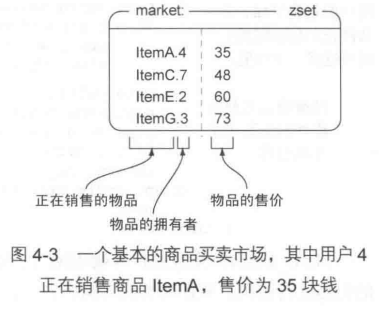 market: zset
ItemA.4 35
ItemC.7 48
ItemE.2 60
ItemG.3 73
正在销售的物品 物品的售价
物品的拥有者
图 4-3 一个基本的商品买卖市场，其中用户 4
正在销售商品 ItemA，售价为 35 块钱